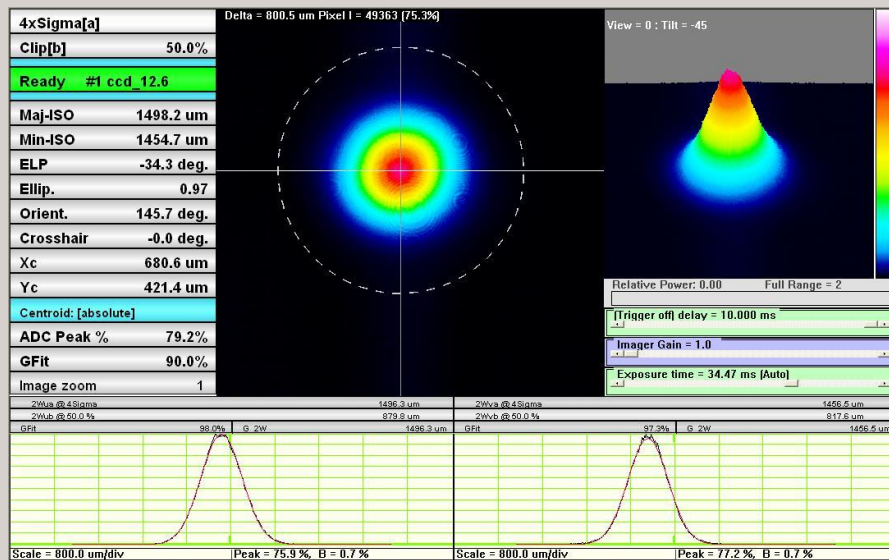 4xSigma[a]
Clip[b] 50.0%
Ready #1 ccd_12.6
Maj-ISO 1498.2 um
Min-ISO 1454.7 um
ELP -34.3 deg.
Ellip. 0.97
Orient. 145.7 deg.
Crosshair -0.0 deg.
Xc 680.6 um
Yc 421.4 um
Centroid: [absolute]
ADC Peak % 79.2%
GFit 90.0%
Image zoom 1
Delta = 800.5 um Pixel I = 49363 (75.3%)
View = 0 : Tilt = -45
Relative Power: 0.00 Full Range = 2
[Trigger off] delay = 10.000 ms
Imager Gain = 1.0
Exposure time = 34.47 ms [Auto]
2Wua @ 4Sigma 1496.3 um
2Wub @ 50.0 % 879.8 um
GFit 98.0% G 2W 1496.3 um
Scale = 800.0 um/div Peak = 75.9 %, B = 0.7 %
2Wva @ 4Sigma 1456.5 um
2Wvb @ 50.0 % 817.6 um
GFit 97.3% G 2W 1456.5 um
Scale = 800.0 um/div Peak = 77.2 %, B = 0.7 %